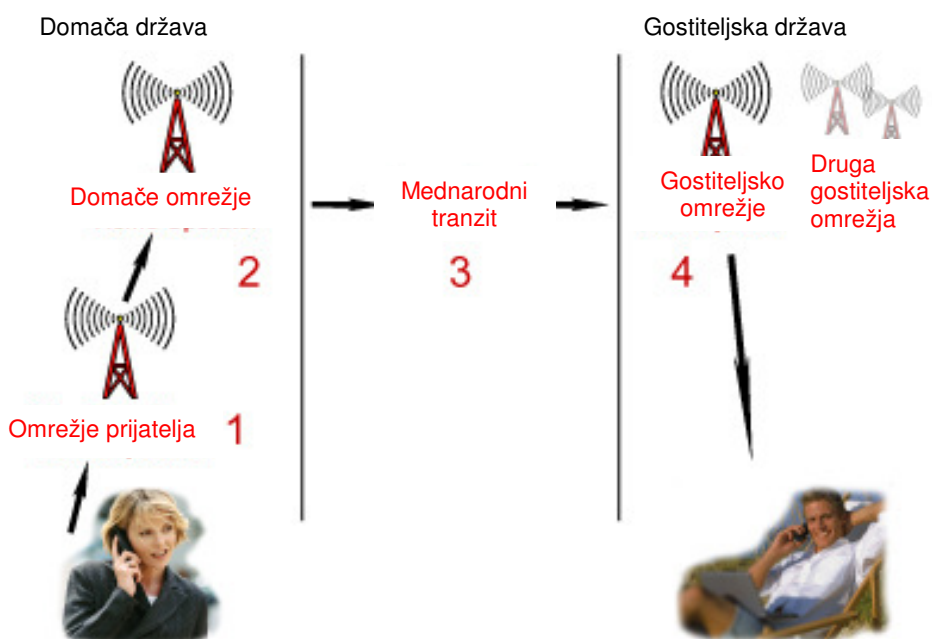 Domača država
Gostiteljska država
Domače omrežje
Mednarodni
tranzit
Gostiteljsko
omrežje
Druga
gostiteljska
omrežja
2
3
4
Omrežje prijatelja
1